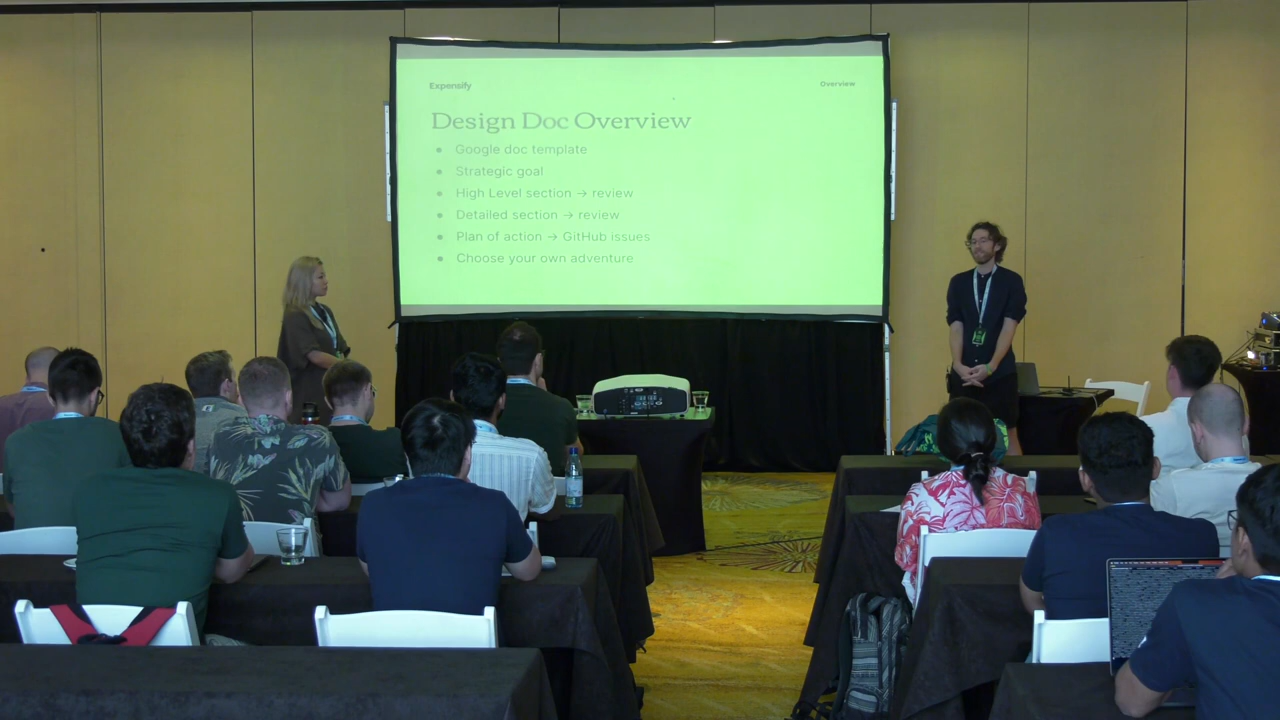 Expensify
Overview
Design Doc Overview
● Google doc template
● Strategic goal
● High Level section → review
● Detailed section → review
● Plan of action → GitHub issues
● Choose your own adventure